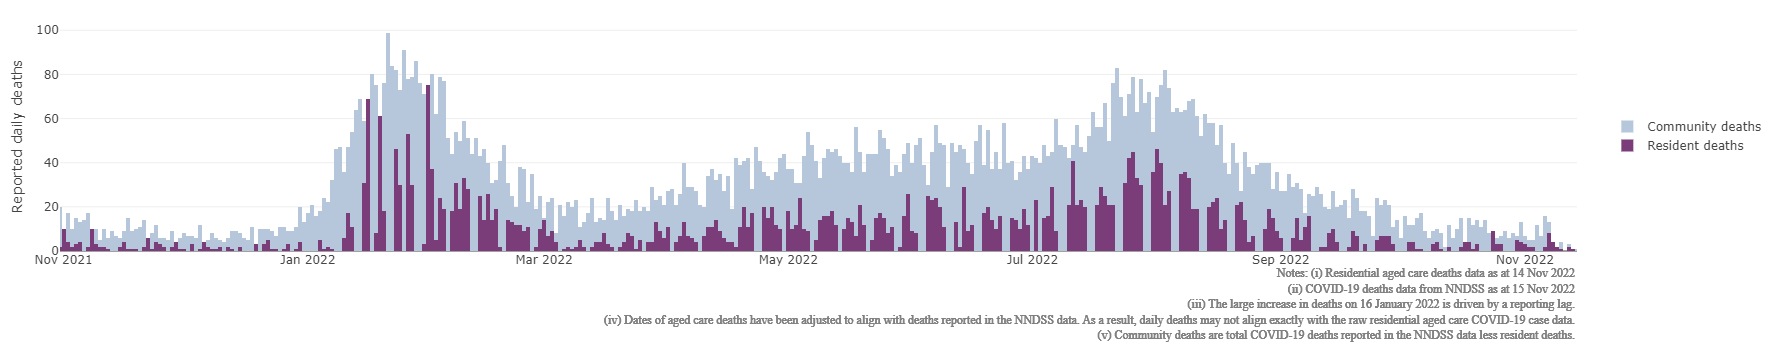 100
80
60
40
20
0
Reported daily deaths
Nov 2021
Jan 2022
Mar 2022
May 2022
Jul 2022
Sep 2022
Nov 2022
Community deaths
Resident deaths
Notes: (i) Residential aged care deaths data as at 14 Nov 2022
(ii) COVID-19 deaths data from NNDSS as at 15 Nov 2022
(iii) The large increase in deaths on 16 January 2022 is driven by a reporting lag.
(iv) Dates of aged care deaths have been adjusted to align with deaths reported in the NNDSS data. As a result, daily deaths may not align exactly with the raw residential aged care COVID-19 case data.
(v) Community deaths are total COVID-19 deaths reported in the NNDSS data less resident deaths.